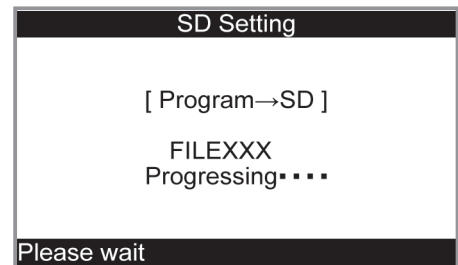 SD Setting
[ Program→SD ]
FILEXXX
Progressing▪▪▪▪
Please wait